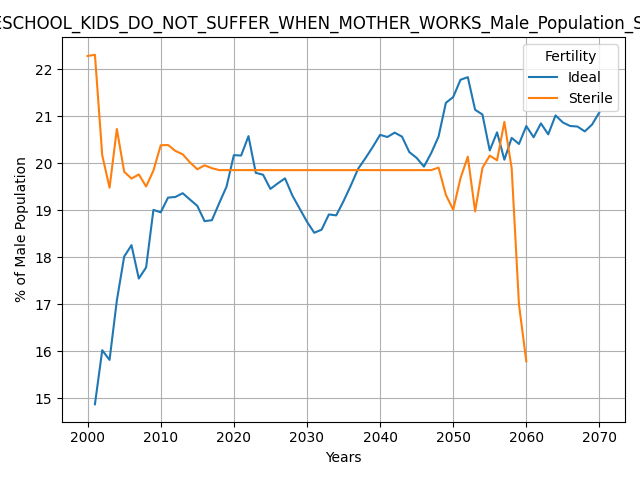 ESCHOOL_KIDS_DO_NOT_SUFFER_WHEN_MOTHER_WORKS_Male_Population_S
Fertility
Ideal
Sterile
% of Male Population
22
21
20
19
18
17
16
15
2000 2010 2020 2030 2040 2050 2060 2070
Years